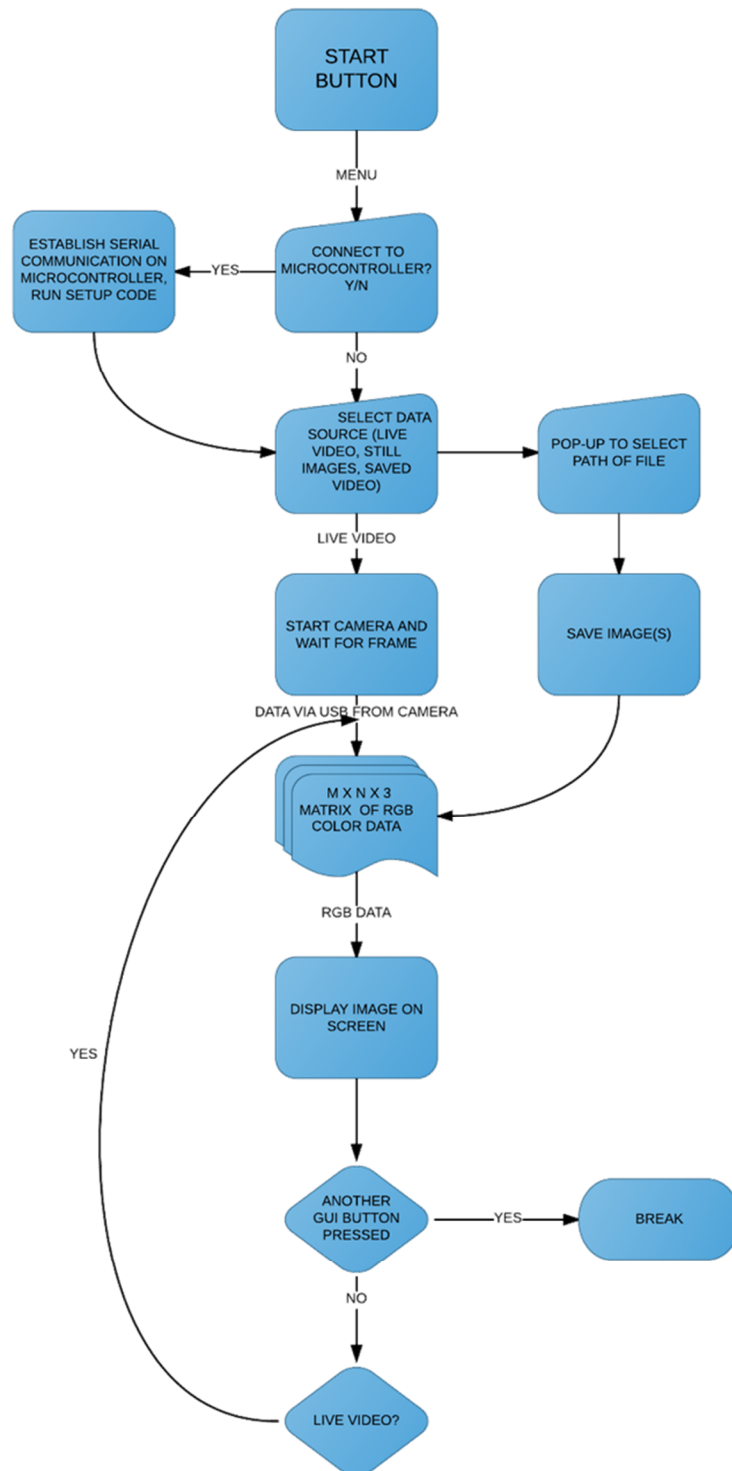 START
BUTTON
MENU
ESTABLISH SERIAL
COMMUNICATION ON
MICROCONTROLLER,
RUN SETUP CODE
YES
CONNECT TO
MICROCONTROLLER?
Y/N
NO
SELECT DATA
SOURCE (LIVE
VIDEO, STILL
IMAGES, SAVED
VIDEO)
POP-UP TO SELECT
PATH OF FILE
LIVE VIDEO
START CAMERA AND
WAIT FOR FRAME
SAVE IMAGE(S)
DATA VIA USB FROM CAMERA
M X N X 3
MATRIX OF RGB
COLOR DATA
RGB DATA
DISPLAY IMAGE ON
SCREEN
YES
ANOTHER
GUI BUTTON
PRESSED
YES
BREAK
NO
LIVE VIDEO?